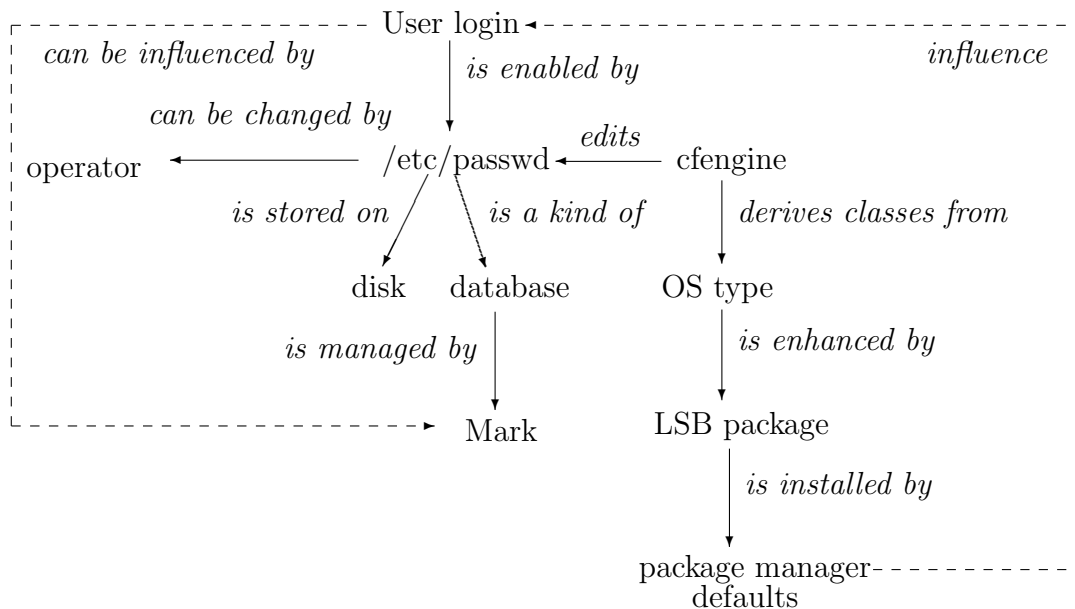 User login
can be influenced by
influence
is enabled by
can be changed by
operator
/etc/passwd
edits
cfengine
is stored on
is a kind of
derives classes from
disk
database
OS type
is managed by
is enhanced by
Mark
LSB package
is installed by
package manager
defaults